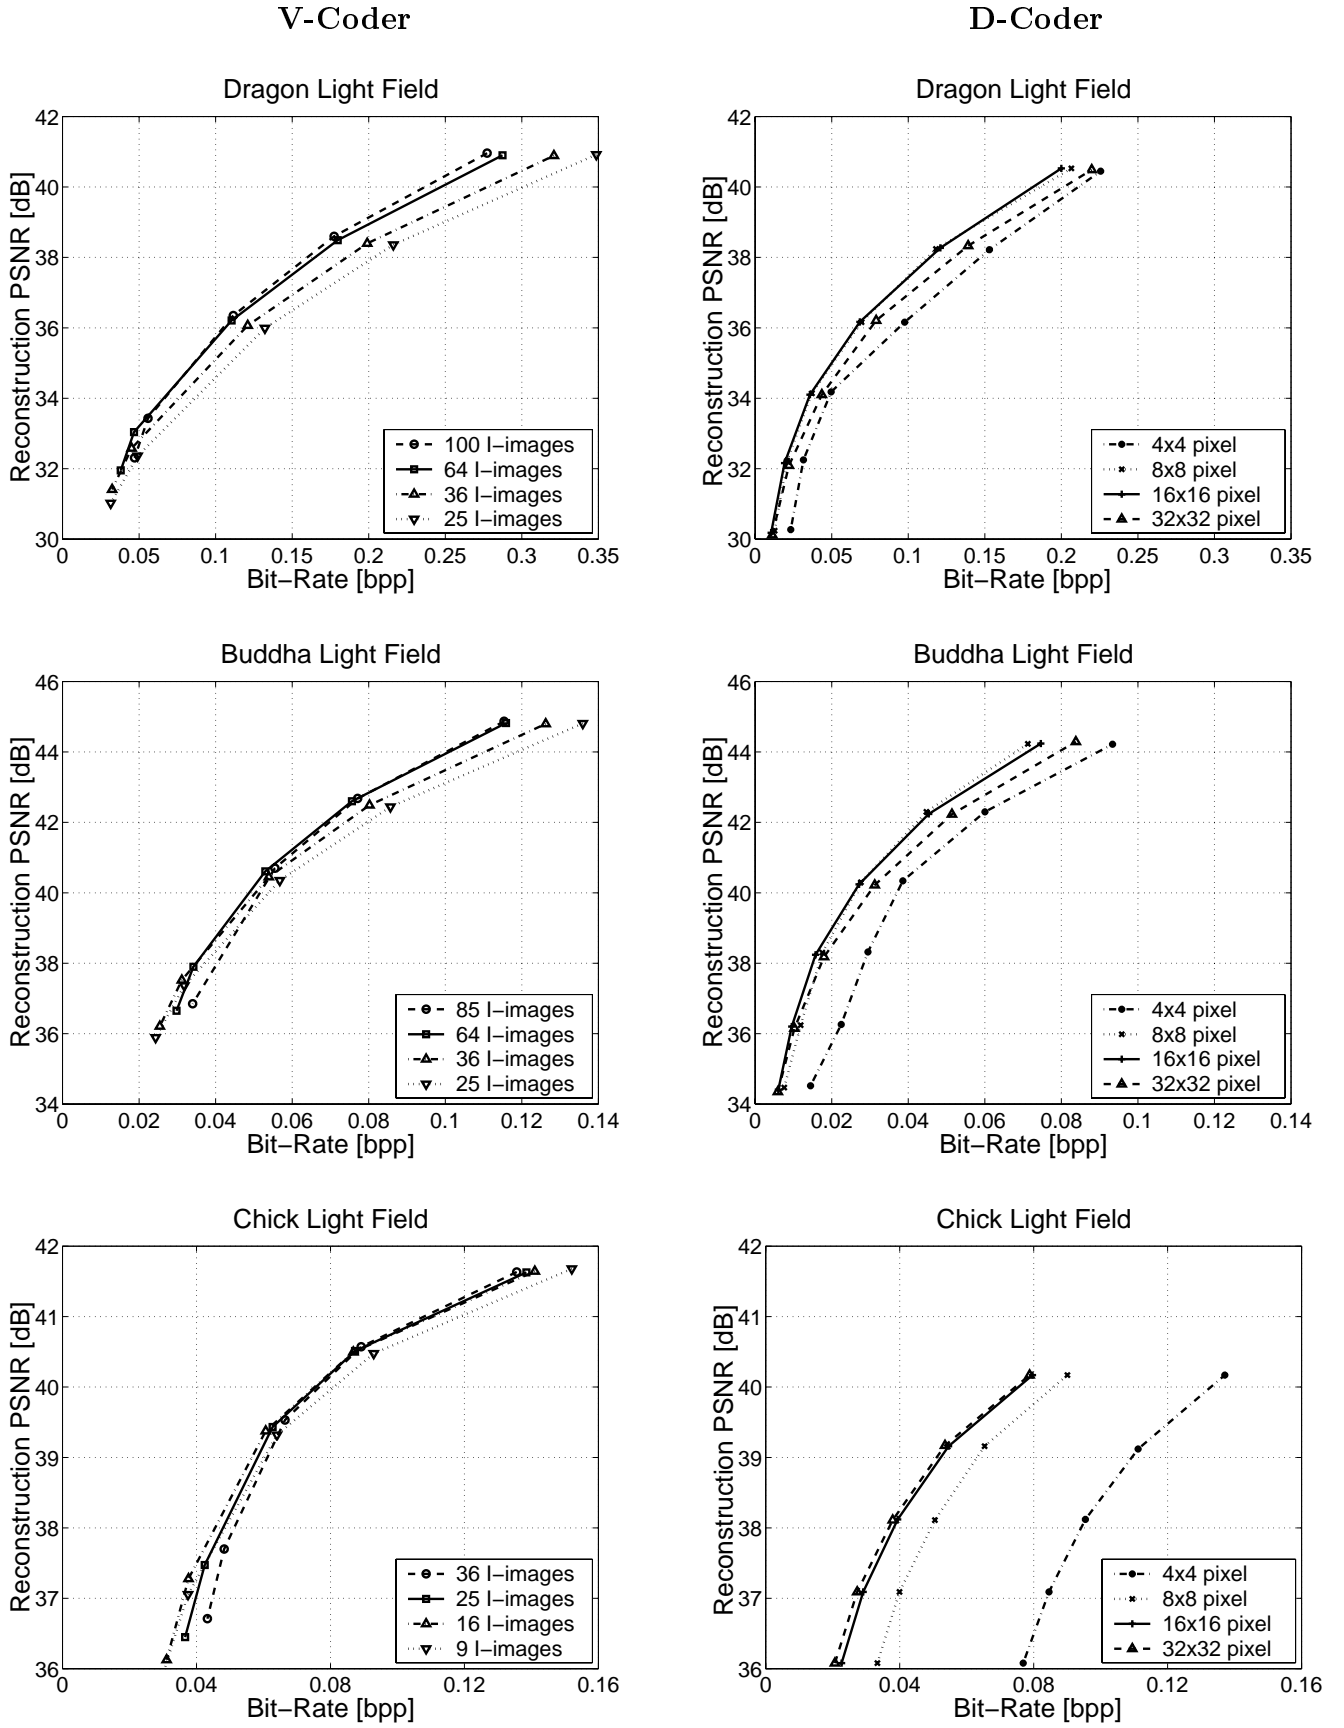 V-Coder
D-Coder
Dragon Light Field
Reconstruction PSNR [dB]
42
40
38
36
34
32
30
0
0.05
0.1
0.15
0.2
0.25
0.3
0.35
Bit-Rate [bpp]
100 I-images
64 I-images
36 I-images
25 I-images
Dragon Light Field
Reconstruction PSNR [dB]
42
40
38
36
34
32
30
0
0.05
0.1
0.15
0.2
0.25
0.3
0.35
Bit-Rate [bpp]
4x4 pixel
8x8 pixel
16x16 pixel
32x32 pixel
Buddha Light Field
Reconstruction PSNR [dB]
46
44
42
40
38
36
34
0
0.02
0.04
0.06
0.08
0.1
0.12
0.14
Bit-Rate [bpp]
85 I-images
64 I-images
36 I-images
25 I-images
Buddha Light Field
Reconstruction PSNR [dB]
46
44
42
40
38
36
34
0
0.02
0.04
0.06
0.08
0.1
0.12
0.14
Bit-Rate [bpp]
4x4 pixel
8x8 pixel
16x16 pixel
32x32 pixel
Chick Light Field
Reconstruction PSNR [dB]
42
41
40
39
38
37
36
0
0.04
0.08
0.12
0.16
Bit-Rate [bpp]
36 I-images
25 I-images
16 I-images
9 I-images
Chick Light Field
Reconstruction PSNR [dB]
42
41
40
39
38
37
36
0
0.04
0.08
0.12
0.16
Bit-Rate [bpp]
4x4 pixel
8x8 pixel
16x16 pixel
32x32 pixel